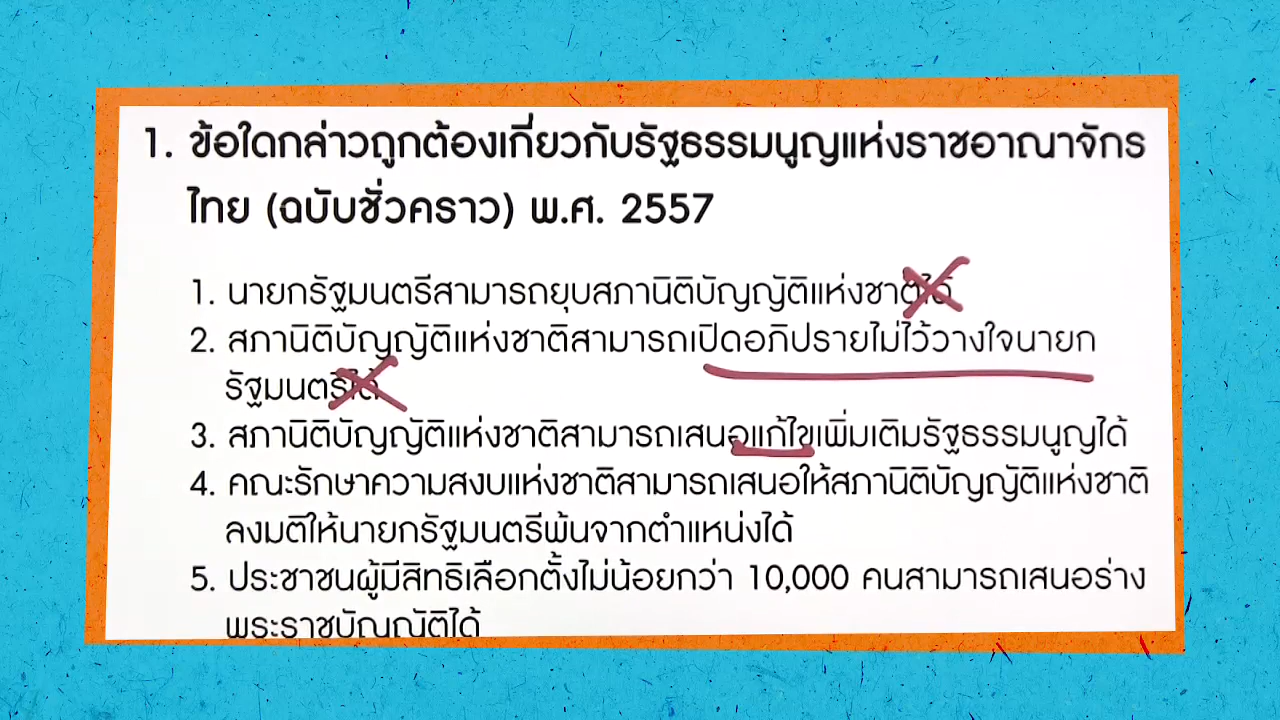 1. ข้อใดกล่าวถูกต้องเกี่ยวกับรัฐธรรมนูญแห่งราชอาณาจักร
ไทย (ฉบับชั่วคราว) พ.ศ. 2557
1. นายกรัฐมนตรีสามารถยุบสภานิติบัญญัติแห่งชาติได้
2. สภานิติบัญญัติแห่งชาติสามารถเปิดอภิปรายไม่ไว้วางใจนายก
รัฐมนตรีได้
3. สภานิติบัญญัติแห่งชาติสามารถเสนอแก้ไขเพิ่มเติมรัฐธรรมนูญได้
4. คณะรักษาความสงบแห่งชาติสามารถเสนอให้สภานิติบัญญัติแห่งชาติ
ลงมติให้นายกรัฐมนตรีพ้นจากตำแหน่งได้
5. ประชาชนผู้มีสิทธิเลือกตั้งไม่น้อยกว่า 10,000 คนสามารถเสนอร่าง
พระราชบัญญัติได้